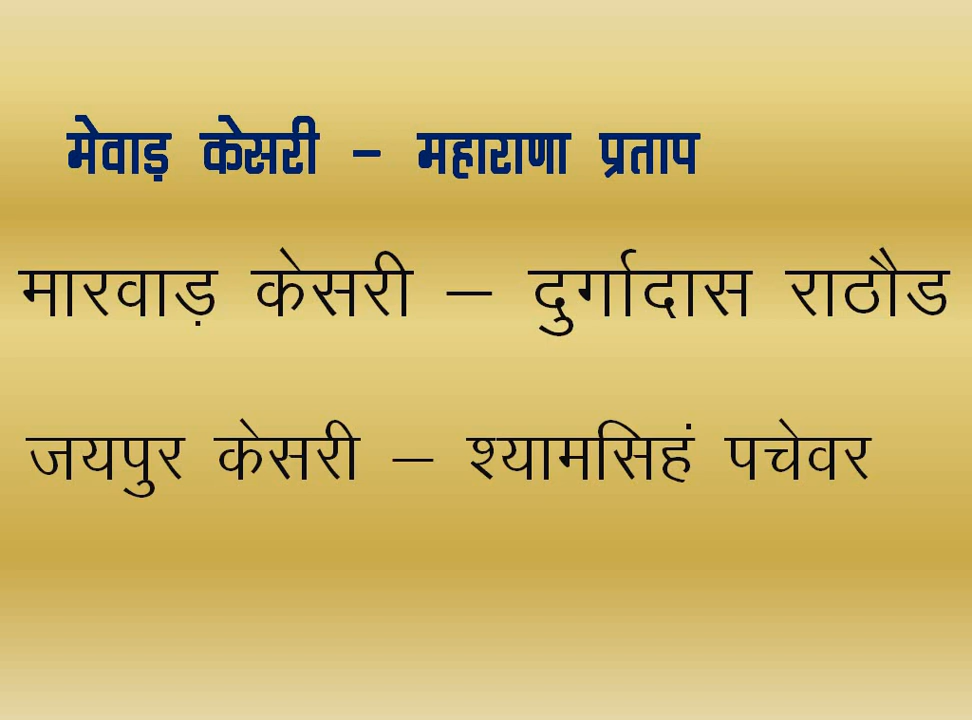 मेवाड़ केसरी – महाराणा प्रताप
मारवाड़ केसरी – दुर्गादास राठौड
जयपुर केसरी – श्यामसिहं पचेवर